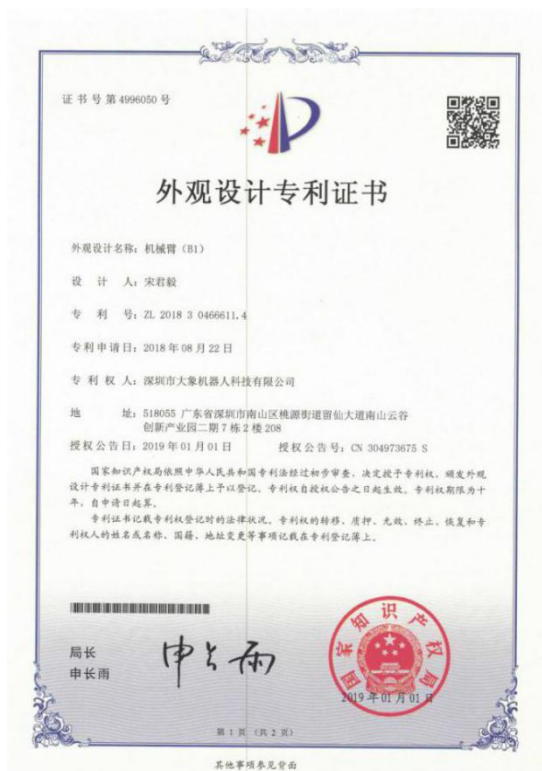 证书号第4996050号
外观设计专利证书
外观设计名称：机械臂（B1）
设计人：宋君毅
专利号：ZL 2018 3 0466611.4
专利申请日：2018年08月22日
专利权人：深圳市大象机器人科技有限公司
地址：518055 广东省深圳市南山区桃源街道留仙大道南山云谷
创新产业园二期7栋2楼208
授权公告日：2019年01月01日 授权公告号：CN 304973675 S
国家知识产权局依照中华人民共和国专利法经过初步审查，决定授予专利权，颁发外观
设计专利证书并在专利登记簿上予以登记。专利权自授权公告之日起生效。专利权期限为十
年，自申请日起算。
专利证书记载专利权登记时的法律状况。专利权的转移、质押、无效、终止、恢复和专
利权人的姓名或名称、国籍、地址变更等事项记载在专利登记簿上。
局长
申长雨
申长雨
国家知识产权局
2019年01月01日
第1页（共2页）
其他事项参见背面